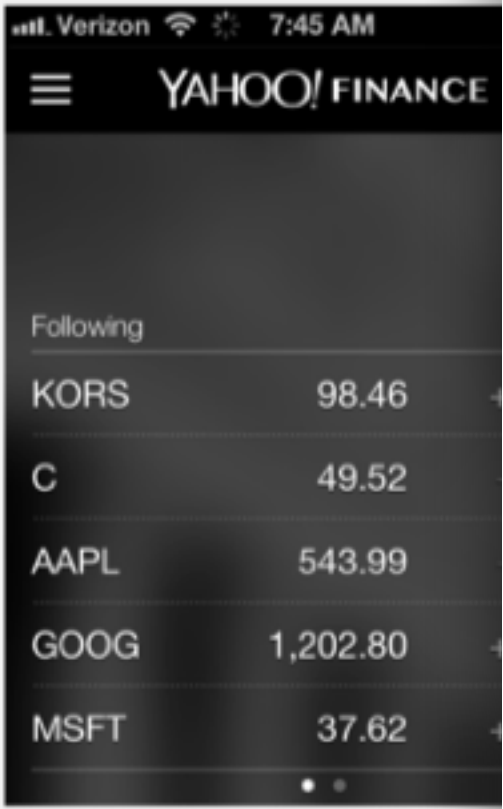 Verizon 7:45 AM
YAHOO! FINANCE
Following
KORS 98.46 +
C 49.52 -
AAPL 543.99 -
GOOG 1,202.80 +
MSFT 37.62 +